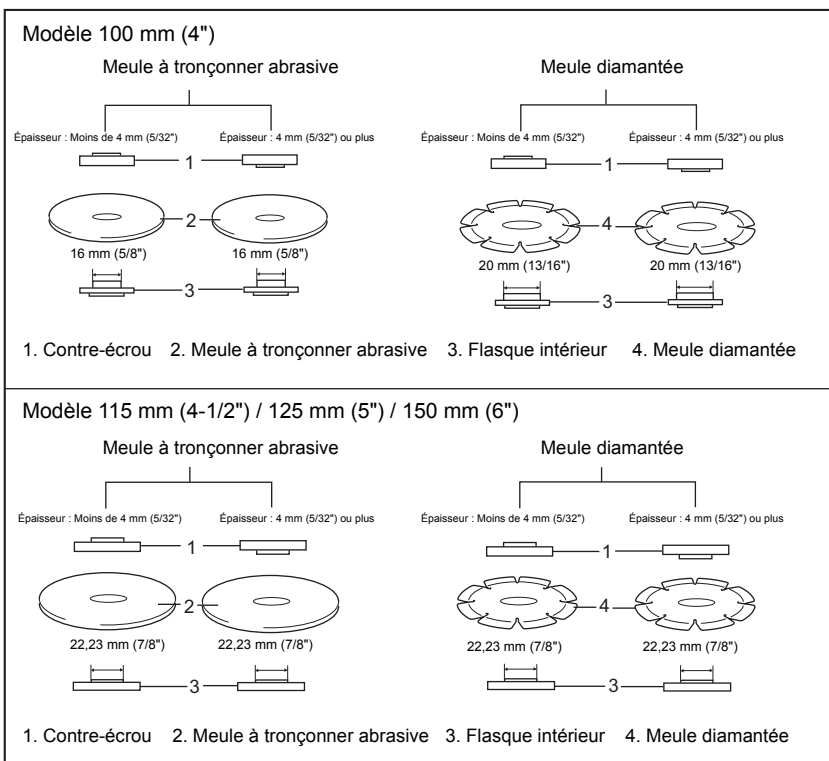 Modèle 100 mm (4")
Meule à tronçonner abrasive
Meule diamantée
Épaisseur : Moins de 4 mm (5/32")
Épaisseur : 4 mm (5/32") ou plus
Épaisseur : Moins de 4 mm (5/32")
Épaisseur : 4 mm (5/32") ou plus
1
1
2
4
16 mm (5/8")
16 mm (5/8")
20 mm (13/16")
20 mm (13/16")
3
3
1. Contre-écrou 2. Meule à tronçonner abrasive 3. Flasque intérieur 4. Meule diamantée
Modèle 115 mm (4-1/2") / 125 mm (5") / 150 mm (6")
Meule à tronçonner abrasive
Meule diamantée
Épaisseur : Moins de 4 mm (5/32")
Épaisseur : 4 mm (5/32") ou plus
Épaisseur : Moins de 4 mm (5/32")
Épaisseur : 4 mm (5/32") ou plus
1
1
2
4
22,23 mm (7/8")
22,23 mm (7/8")
22,23 mm (7/8")
22,23 mm (7/8")
3
3
1. Contre-écrou 2. Meule à tronçonner abrasive 3. Flasque intérieur 4. Meule diamantée